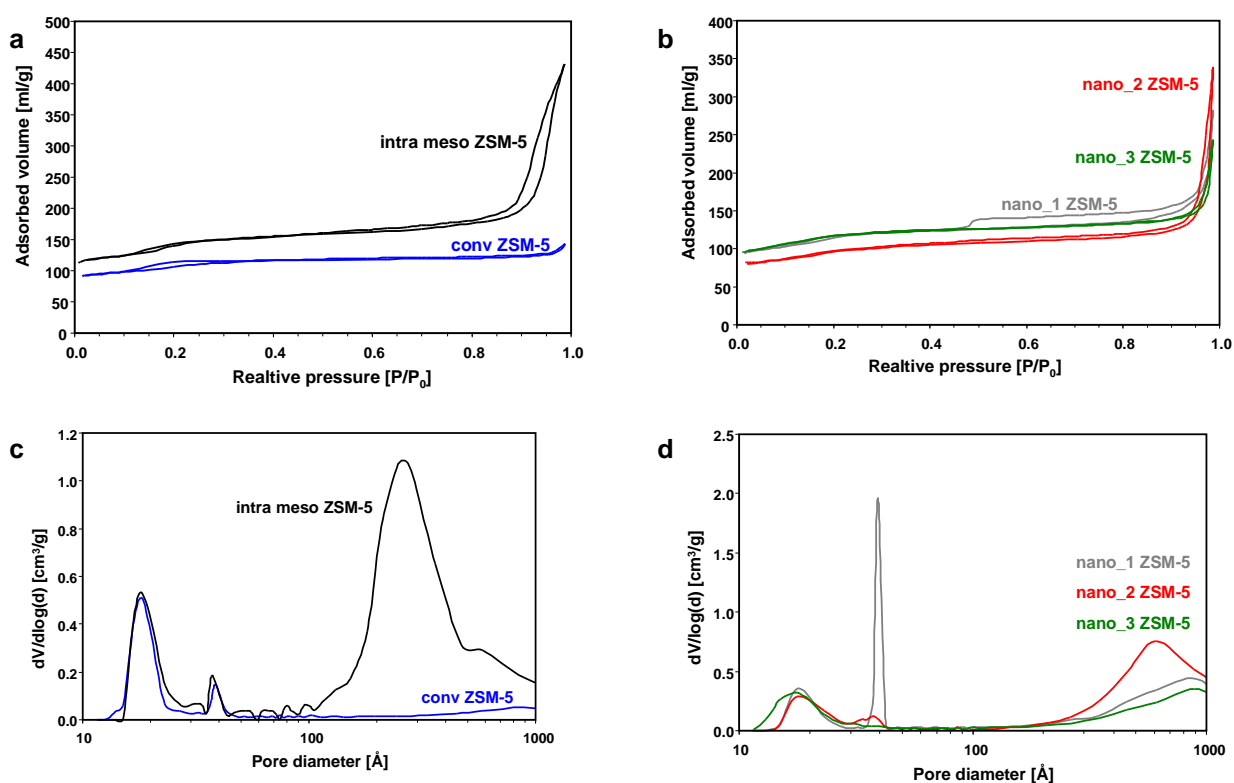 a
Adsorbed volume [ml/g]
500
450
400
350
300
250
200
150
100
50
0
intra meso ZSM-5
conv ZSM-5
0.0 0.2 0.4 0.6 0.8 1.0
Realtive pressure [P/P0]
b
Adsorbed volume [ml/g]
400
350
300
250
200
150
100
50
0
nano_2 ZSM-5
nano_3 ZSM-5
nano_1 ZSM-5
0.0 0.2 0.4 0.6 0.8 1.0
Realtive pressure [P/P0]
c
dV/dlog(d) [cm³/g]
1.2
1.0
0.8
0.6
0.4
0.2
0.0
intra meso ZSM-5
conv ZSM-5
10 100 1000
Pore diameter [Å]
d
dV/log(d) [cm³/g]
2.5
2.0
1.5
1.0
0.5
0.0
nano_1 ZSM-5
nano_2 ZSM-5
nano_3 ZSM-5
10 100 1000
Pore diameter [Å]